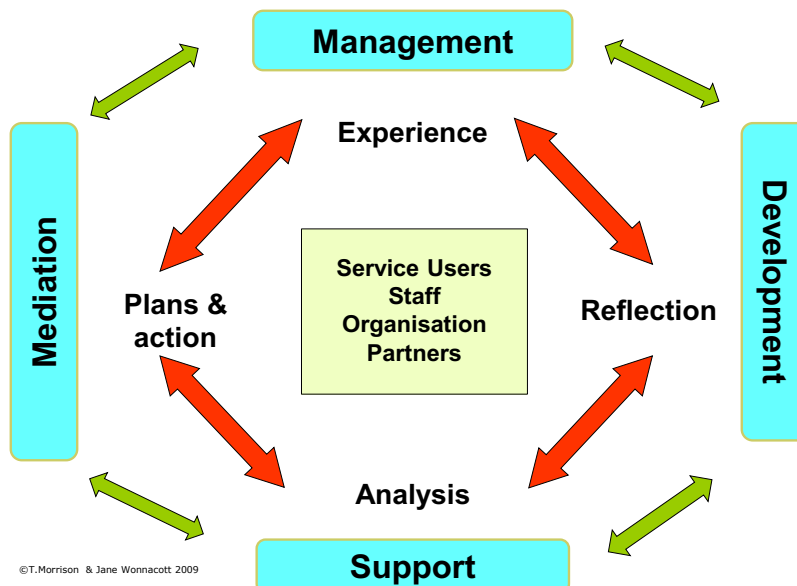 Management
Experience
Mediation
Development
Service Users
Staff
Organisation
Partners
Plans &
action
Reflection
Analysis
Support
©T.Morrison & Jane Wonnacott 2009